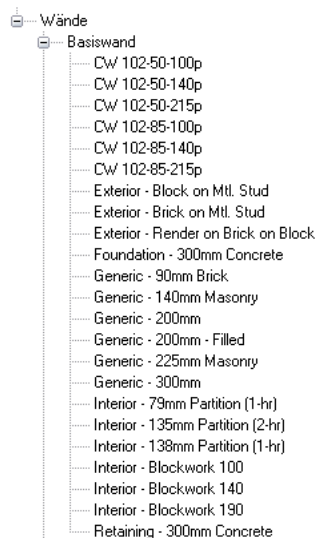 Wände
Basiswand
CW 102-50-100p
CW 102-50-140p
CW 102-50-215p
CW 102-85-100p
CW 102-85-140p
CW 102-85-215p
Exterior - Block on Mtl. Stud
Exterior - Brick on Mtl. Stud
Exterior - Render on Brick on Block
Foundation - 300mm Concrete
Generic - 90mm Brick
Generic - 140mm Masonry
Generic - 200mm
Generic - 200mm - Filled
Generic - 225mm Masonry
Generic - 300mm
Interior - 79mm Partition (1-hr)
Interior - 135mm Partition (2-hr)
Interior - 138mm Partition (1-hr)
Interior - Blockwork 100
Interior - Blockwork 140
Interior - Blockwork 190
Retaining - 300mm Concrete